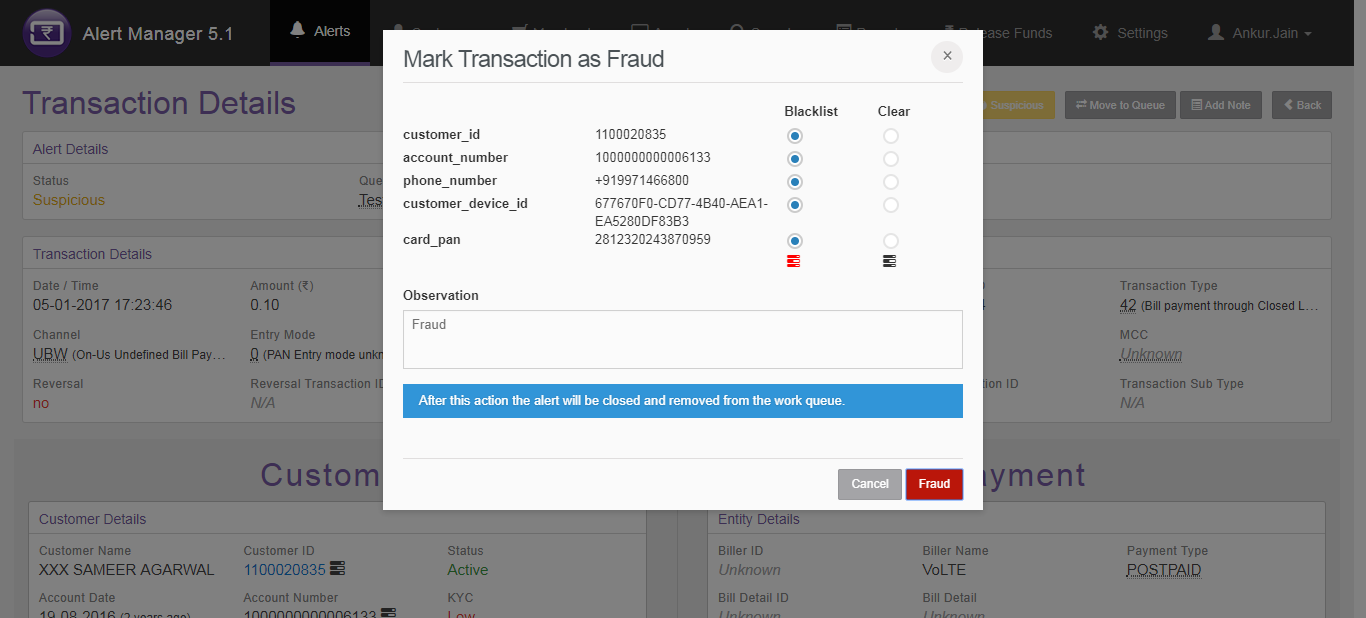 Alert Manager 5.1
Alerts
Release Funds
Settings
Ankur.Jain
Transaction Details
Suspicious
Move to Queue
Add Note
Back
Mark Transaction as Fraud
×
Blacklist Clear
customer_id 1100020835
account_number 1000000000006133
phone_number +919971466800
customer_device_id 677670F0-CD77-4B40-AEA1-
EA5280DF83B3
card_pan 2812320243870959
Observation
Fraud
After this action the alert will be closed and removed from the work queue.
Cancel Fraud
Alert Details
Status
Suspicious
Transaction Details
Date / Time Amount (₹) Transaction Type
05-01-2017 17:23:46 0.10 42 (Bill payment through Closed L...
Channel Entry Mode MCC
UBW (On-Us Undefined Bill Pay... 0 (PAN Entry mode unkn Unknown
Reversal Reversal Transaction ID Transaction Sub Type
no N/A N/A
Custom
ayment
Customer Details
Customer Name Customer ID Status
XXX SAMEER AGARWAL 1100020835 Active
Account Date Account Number KYC
19-08-2016 (2 years ago) 1000000000006133 Low
Entity Details
Biller ID Biller Name Payment Type
Unknown VoLTE POSTPAID
Bill Detail ID Bill Detail
Unknown Unknown